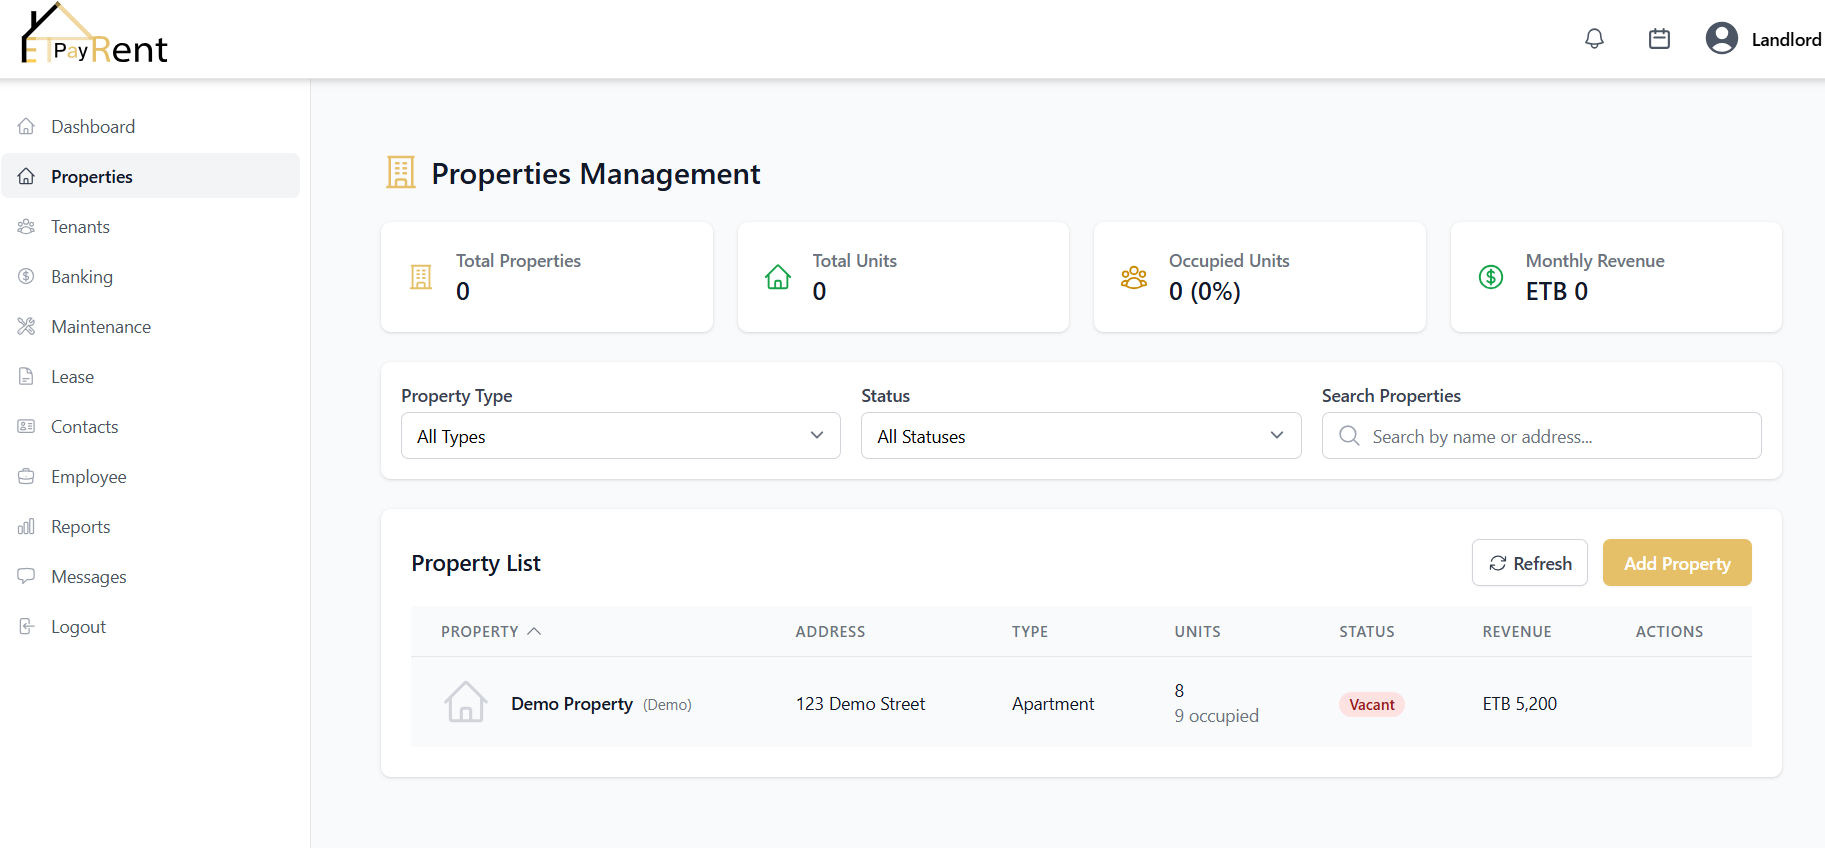 ET PayRent
Landlord
Dashboard
Properties
Tenants
Banking
Maintenance
Lease
Contacts
Employee
Reports
Messages
Logout
Properties Management
Total Properties
0
Total Units
0
Occupied Units
0 (0%)
Monthly Revenue
ETB 0
Property Type
All Types
Status
All Statuses
Search Properties
Search by name or address...
Property List
Refresh
Add Property
PROPERTY ADDRESS TYPE UNITS STATUS REVENUE ACTIONS
Demo Property (Demo) 123 Demo Street Apartment 8 Vacant ETB 5,200
9 occupied